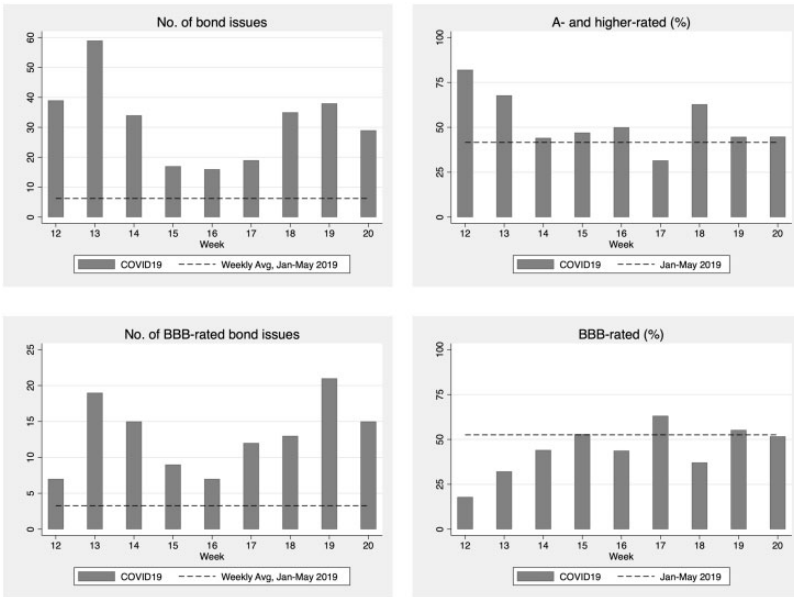 No. of bond issues
60
50
40
30
20
10
0
12 13 14 15 16 17 18 19 20
Week
COVID19 Weekly Avg, Jan-May 2019
A- and higher-rated (%)
100
75
50
25
0
12 13 14 15 16 17 18 19 20
Week
COVID19 Jan-May 2019
No. of BBB-rated bond issues
25
20
15
10
5
0
12 13 14 15 16 17 18 19 20
Week
COVID19 Weekly Avg, Jan-May 2019
BBB-rated (%)
100
75
50
25
0
12 13 14 15 16 17 18 19 20
Week
COVID19 Jan-May 2019